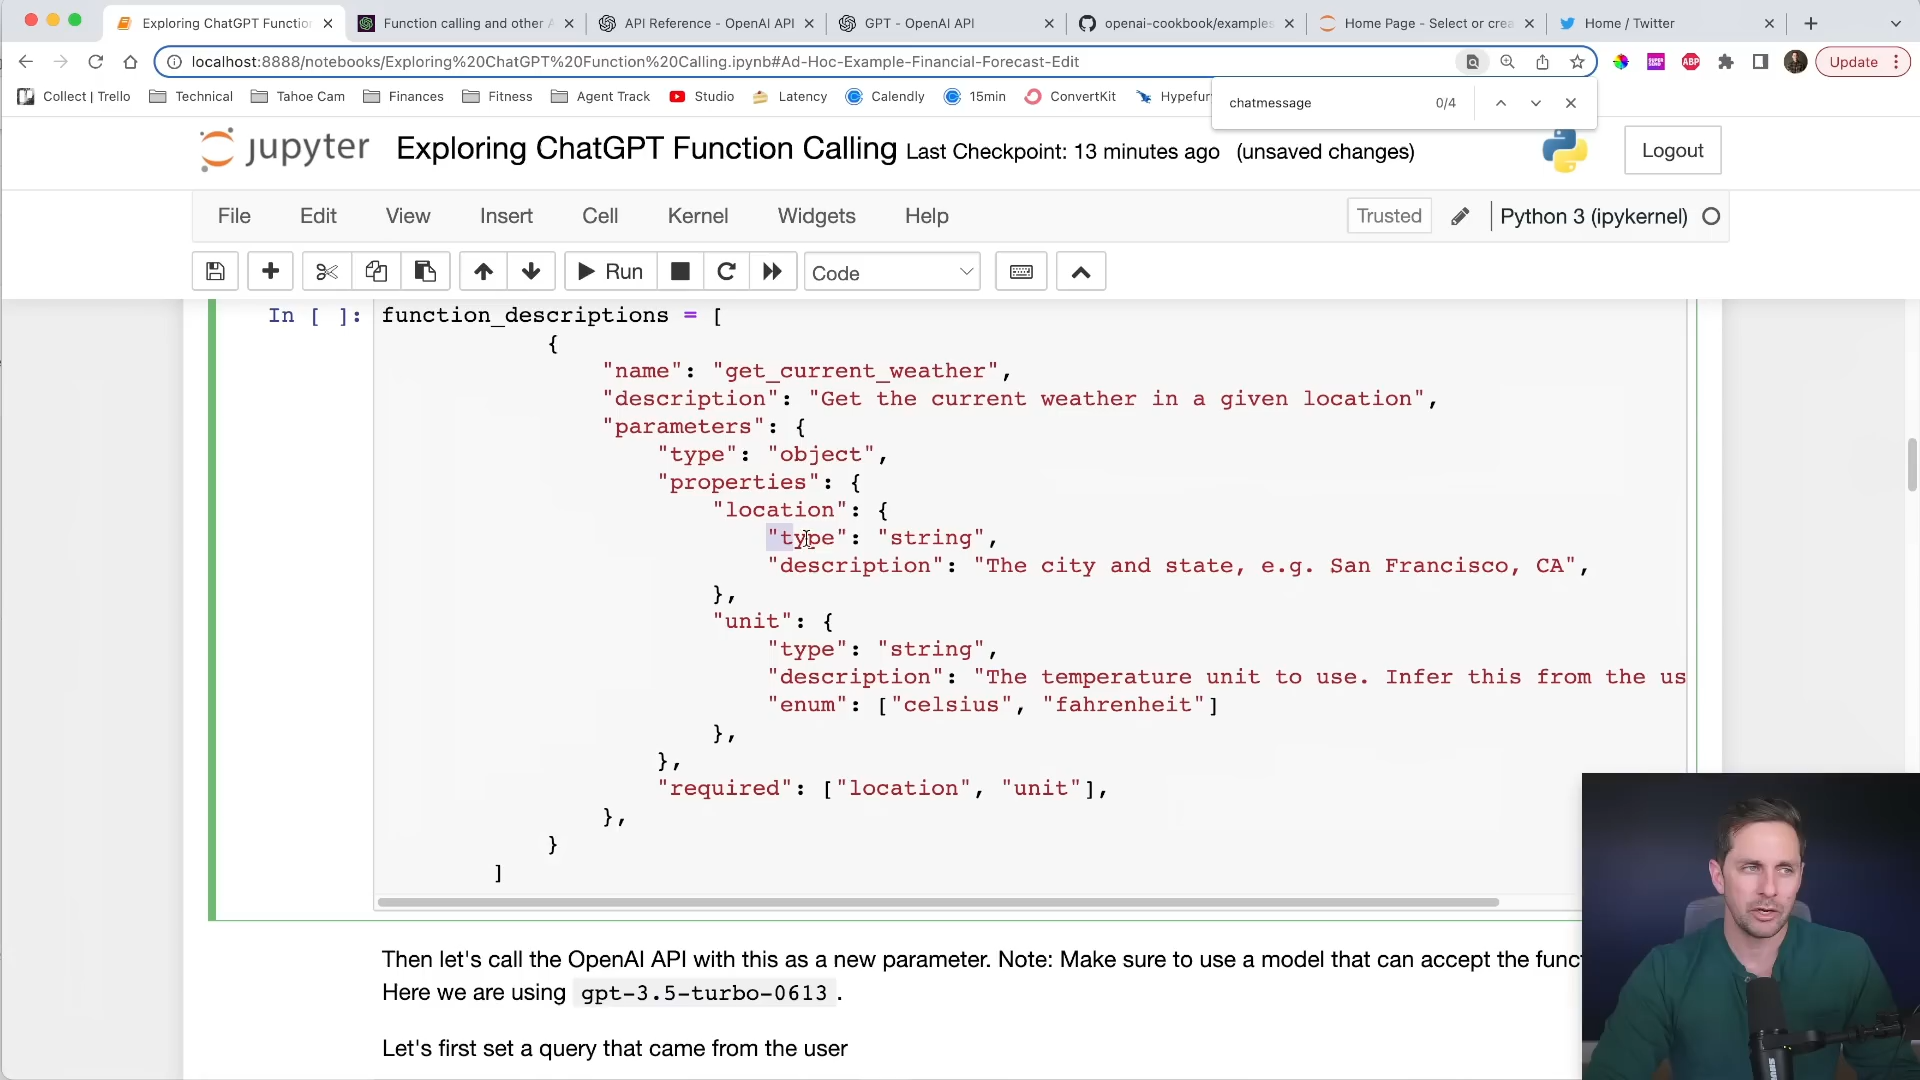 Exploring ChatGPT Functio
Function calling and other A
API Reference - OpenAI API
GPT - OpenAI API
openai-cookbook/examples
Home Page - Select or crea
Home / Twitter
localhost:8888/notebooks/Exploring%20ChatGPT%20Function%20Calling.ipynb#Ad-Hoc-Example-Financial-Forecast-Edit
ABP
Update
Collect | Trello
Technical
Tahoe Cam
Finances
Fitness
Agent Track
Studio
Latency
Calendly
15min
ConvertKit
Hypefur
chatmessage
0/4
jupyter
Exploring ChatGPT Function Calling
Last Checkpoint: 13 minutes ago
(unsaved changes)
Logout
File
Edit
View
Insert
Cell
Kernel
Widgets
Help
Trusted
Python 3 (ipykernel)
Run
Code
In [ ]:
function_descriptions = [
{
"name": "get_current_weather",
"description": "Get the current weather in a given location",
"parameters": {
"type": "object",
"properties": {
"location": {
"type": "string",
"description": "The city and state, e.g. San Francisco, CA",
},
"unit": {
"type": "string",
"description": "The temperature unit to use. Infer this from the us
"enum": ["celsius", "fahrenheit"]
},
},
"required": ["location", "unit"],
},
}
]
Then let's call the OpenAI API with this as a new parameter. Note: Make sure to use a model that can accept the func
Here we are using gpt-3.5-turbo-0613.
Let's first set a query that came from the user